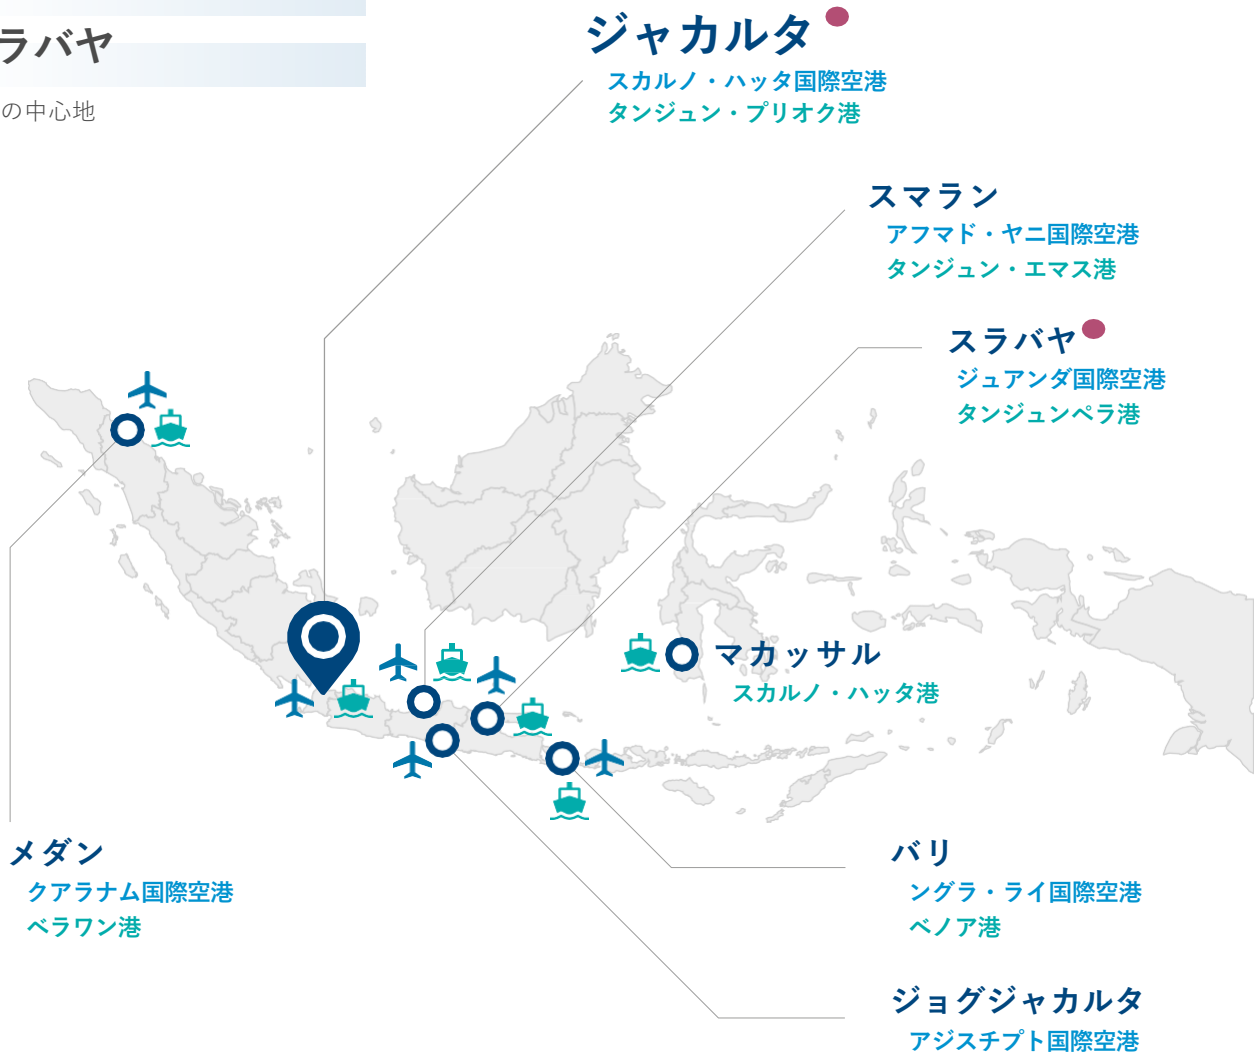 ラバヤ
の中心地
ジャカルタ
スカルノ・ハッタ国際空港
タンジュン・プリオク港
スマラン
アフマド・ヤニ国際空港
タンジュン・エマス港
スラバヤ
ジュアンダ国際空港
タンジュンペラ港
マカッサル
スカルノ・ハッタ港
メダン
クアラナム国際空港
ベラワン港
バリ
ングラ・ライ国際空港
ベノア港
ジョグジャカルタ
アジスチプト国際空港